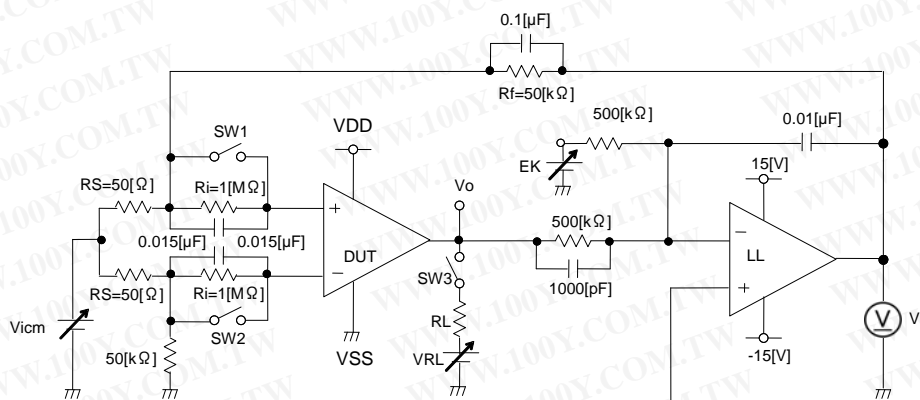 0.1[μF]
Rf=50[kΩ]
SW1
VDD
500[kΩ]
0.01[μF]
EK
15[V]
RS=50[Ω]
Ri=1[MΩ]
Vo
+
0.015[μF]
0.015[μF]
DUT
500[kΩ]
−
LL
−
SW3
+
RS=50[Ω]
Ri=1[MΩ]
1000[pF]
Vicm
SW2
RL
V
V
50[kΩ]
VSS
VRL
-15[V]
WWW.100Y.COM.TW